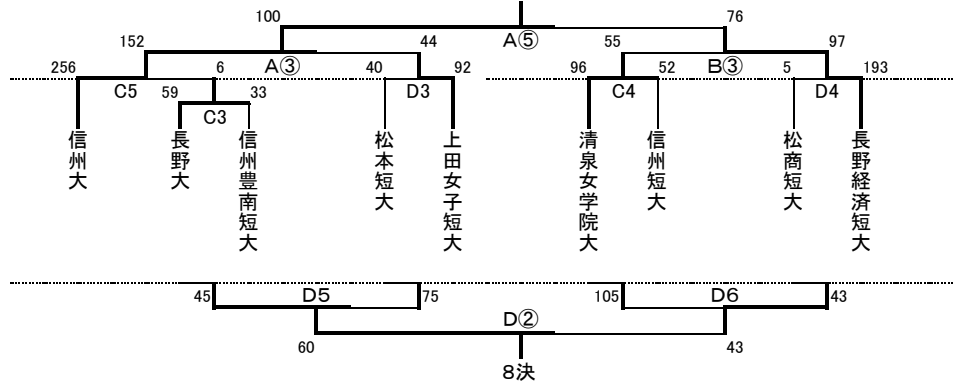 100 76
A⑤
152 44 55 97
A③ B③
256 6 40 92 96 52 5 193
C5 D3 C4 D4
59 33
C3
信州大 長野大 信州豊南短大 松本短大 上田女子短大 清泉女学院大 信州短大 松商短大 長野経済短大
45 D5 75 105 D6 43
D②
60 43
8決